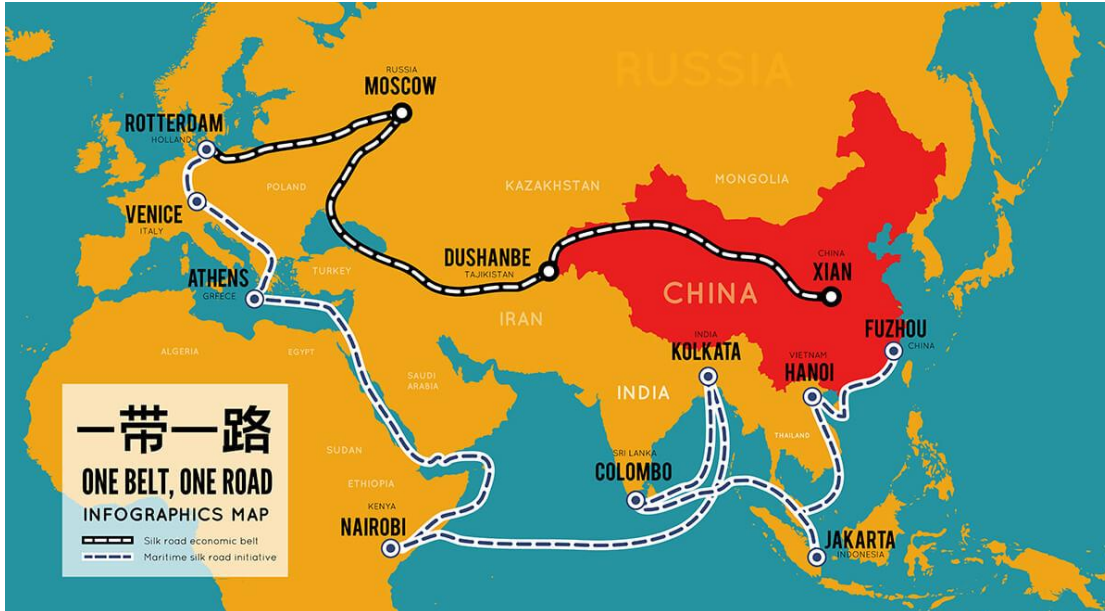 RUSSIA
RUSSIA
MOSCOW
ROTTERDAM
HOLLAND
POLAND
KAZAKHSTAN
MONGOLIA
VENICE
ITALY
DUSHANBE
TAJIKISTAN
CHINA
XIAN
ATHENS
GREECE
TURKEY
CHINA
IRAN
FUZHOU
CHINA
INDIA
KOLKATA
VIETNAM
HANOI
ALGERIA
EGYPT
SAUDI
ARABIA
INDIA
THAILAND
SUDAN
SRI LANKA
COLOMBO
ETHIOPIA
KENYA
NAIROBI
JAKARTA
INDONESIA
一带一路
ONE BELT, ONE ROAD
INFOGRAPHICS MAP
Silk road economic belt
Maritime silk road initiative